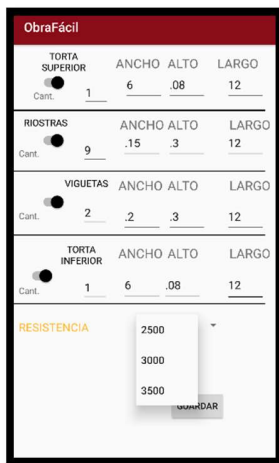 ObraFácil
TORTA SUPERIOR ANCHO ALTO LARGO
Cant. 1 6 .08 12
RIOSTRAS ANCHO ALTO LARGO
Cant. 9 .15 .3 12
VIGUETAS ANCHO ALTO LARGO
Cant. 2 .2 .3 12
TORTA INFERIOR ANCHO ALTO LARGO
Cant. 1 6 .08 12
RESISTENCIA
2500
3000
3500
GUARDAR